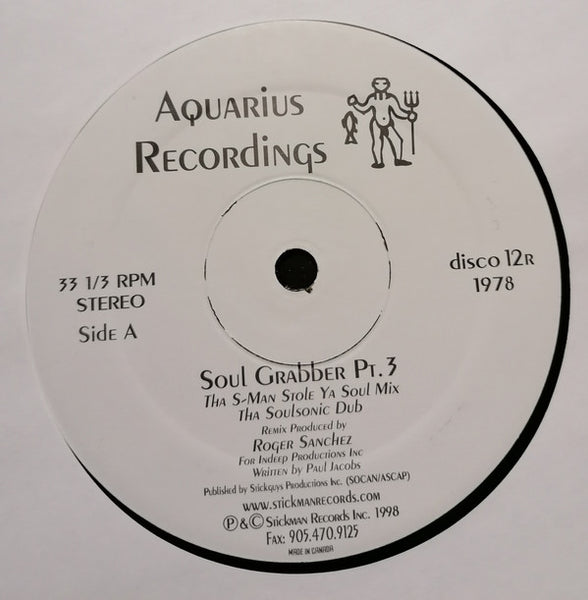 Aquarius
Recordings
33 1/3 RPM
STEREO
Side A
disco 12R
1978
Soul Grabber Pt. 3
Tha S-Man Stole Ya Soul Mix
Tha Soulsonic Dub
Remix Produced by
Roger Sanchez
For Indeep Productions Inc
Written by Paul Jacobs
Published by Stickguys Productions Inc. (SOCAN/ASCAP)
www.stickmanrecords.com
℗ & © Stickman Records Inc. 1998
Fax: 905.470.9125
MADE IN CANADA